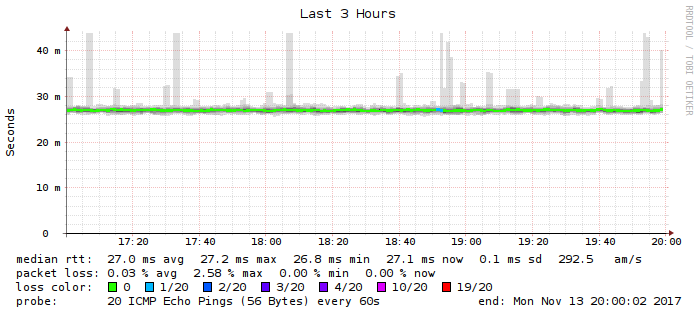 Last 3 Hours
RRDTOOL / TOBI OETIKER
Seconds
40 m
30 m
20 m
10 m
0
17:20 17:40 18:00 18:20 18:40 19:00 19:20 19:40 20:00
median rtt: 27.0 ms avg 27.2 ms max 26.8 ms min 27.1 ms now 0.1 ms sd 292.5 am/s
packet loss: 0.03 % avg 2.58 % max 0.00 % min 0.00 % now
loss color: 0 1/20 2/20 3/20 4/20 10/20 19/20
probe: 20 ICMP Echo Pings (56 Bytes) every 60s end: Mon Nov 13 20:00:02 2017